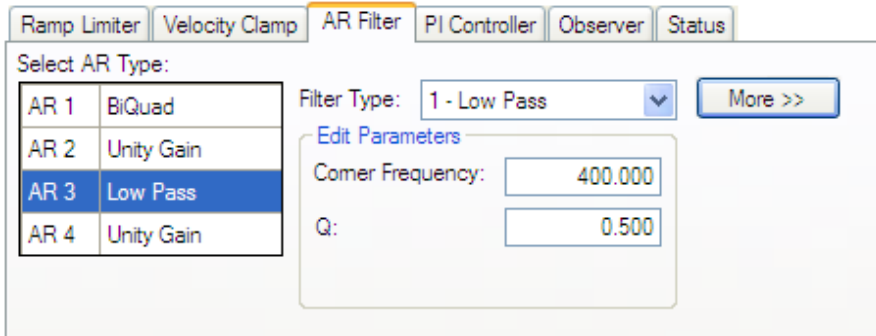 Ramp Limiter Velocity Clamp AR Filter PI Controller Observer Status
Select AR Type:
AR 1 BiQuad
AR 2 Unity Gain
AR 3 Low Pass
AR 4 Unity Gain
Filter Type: 1 - Low Pass More >>
Edit Parameters
Corner Frequency: 400.000
Q: 0.500